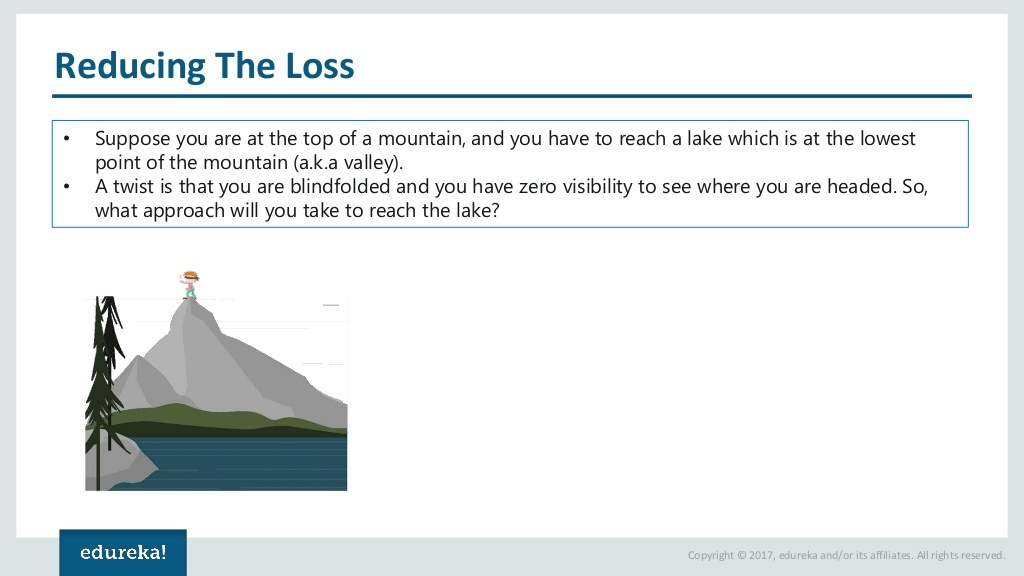 Reducing The Loss
• Suppose you are at the top of a mountain, and you have to reach a lake which is at the lowest
point of the mountain (a.k.a valley).
• A twist is that you are blindfolded and you have zero visibility to see where you are headed. So,
what approach will you take to reach the lake?
edureka!
Copyright © 2017, edureka and/or its affiliates. All rights reserved.